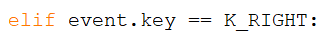 elif event.key == K_RIGHT: